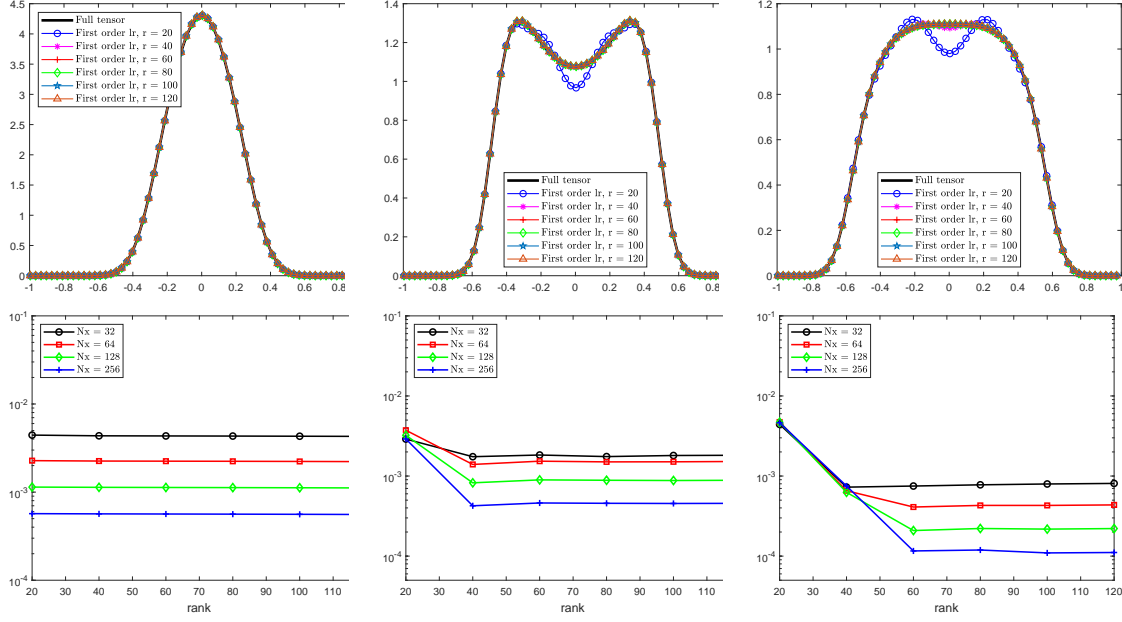 4.5
4
3.5
3
2.5
2
1.5
1
0.5
0
-1 -0.8 -0.6 -0.4 -0.2 0 0.2 0.4 0.6 0.8
Full tensor
First order lr, r = 20
First order lr, r = 40
First order lr, r = 60
First order lr, r = 80
First order lr, r = 100
First order lr, r = 120
1.4
1.2
1
0.8
0.6
0.4
0.2
0
-1 -0.8 -0.6 -0.4 -0.2 0 0.2 0.4 0.6 0.8
Full tensor
First order lr, r = 20
First order lr, r = 40
First order lr, r = 60
First order lr, r = 80
First order lr, r = 100
First order lr, r = 120
1.2
1
0.8
0.6
0.4
0.2
0
-1 -0.8 -0.6 -0.4 -0.2 0 0.2 0.4 0.6 0.8 1
Full tensor
First order lr, r = 20
First order lr, r = 40
First order lr, r = 60
First order lr, r = 80
First order lr, r = 100
First order lr, r = 120
10^-1
10^-2
10^-3
10^-4
20 30 40 50 60 70 80 90 100 110
rank
Nx = 32
Nx = 64
Nx = 128
Nx = 256
10^-1
10^-2
10^-3
10^-4
20 30 40 50 60 70 80 90 100 110
rank
Nx = 32
Nx = 64
Nx = 128
Nx = 256
10^-1
10^-2
10^-3
10^-4
20 30 40 50 60 70 80 90 100 110 120
rank
Nx = 32
Nx = 64
Nx = 128
Nx = 256